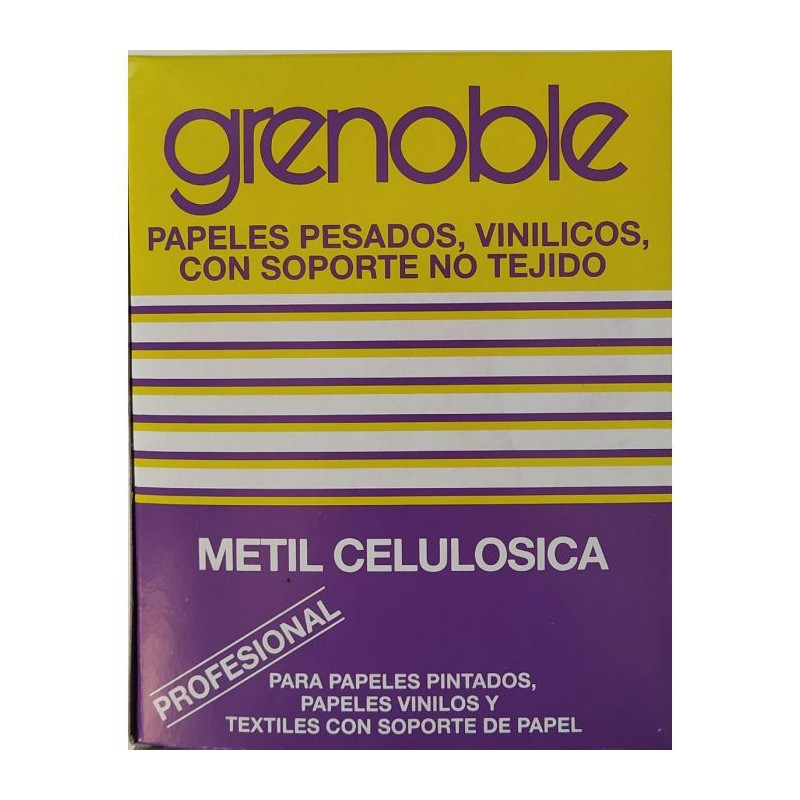 grenoble
PAPELES PESADOS, VINILICOS,
CON SOPORTE NO TEJIDO
METIL CELULOSICA
PROFESIONAL
PARA PAPELES PINTADOS,
PAPELES VINILOS Y
TEXTILES CON SOPORTE DE PAPEL